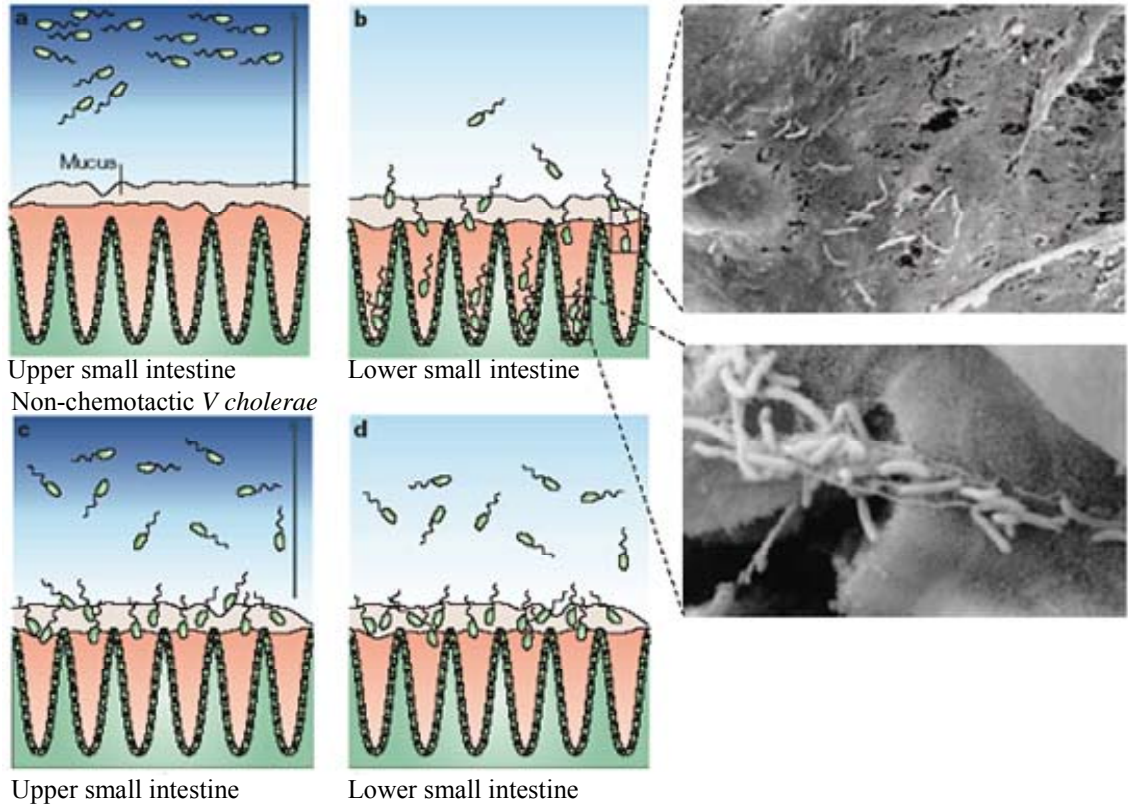 a
b
Mucus
Upper small intestine
Lower small intestine
Non-chemotactic V cholerae
c
d
Upper small intestine
Lower small intestine